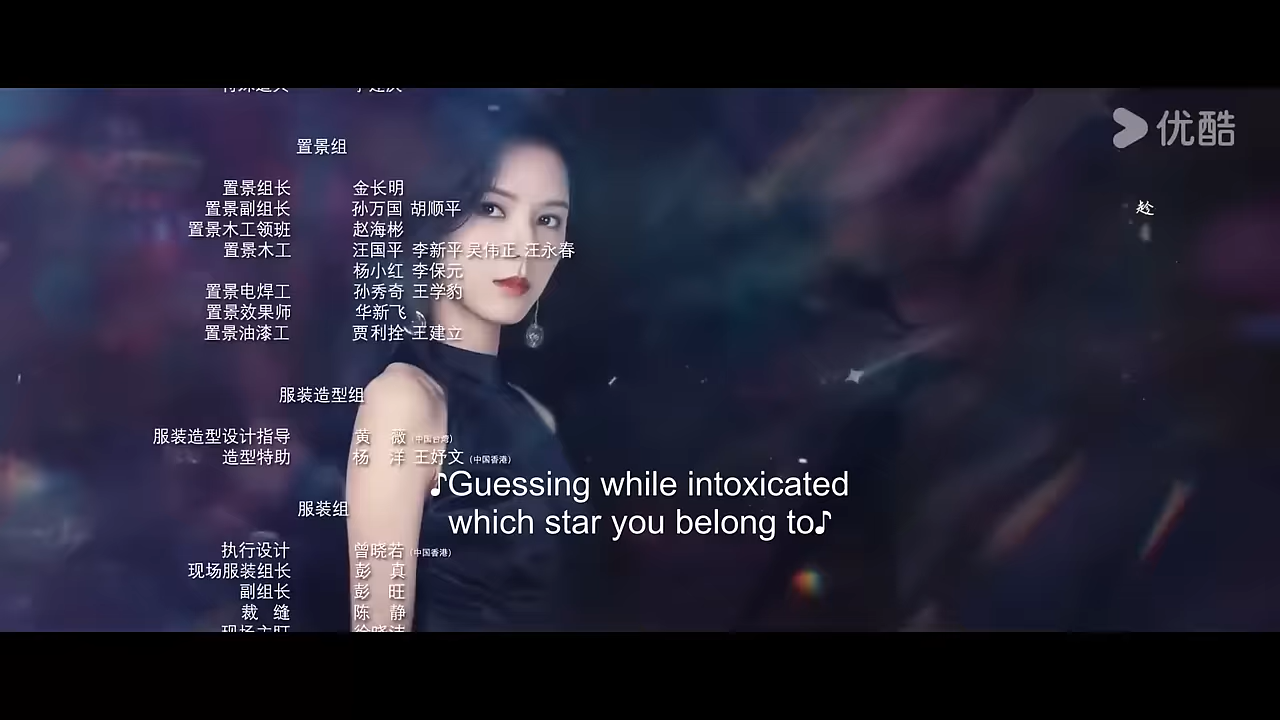 优酷
置景组
趁
置景组长 金长明
置景副组长 孙万国 胡顺平
置景木工领班 赵海彬
置景木工 汪国平 李新平 吴伟正 汪永春
杨小红 李保元
置景电焊工 孙秀奇 王学豹
置景效果师 华新飞
置景油漆工 贾利拴 王建立
服装造型组
服装造型设计指导 黄 薇(中国台湾)
造型特助 杨 洋 王妤文(中国香港)
♪Guessing while intoxicated
which star you belong to♪
服装组
执行设计 曾晓若(中国香港)
现场服装组长 彭 真
副组长 彭 旺
裁 缝 陈 静